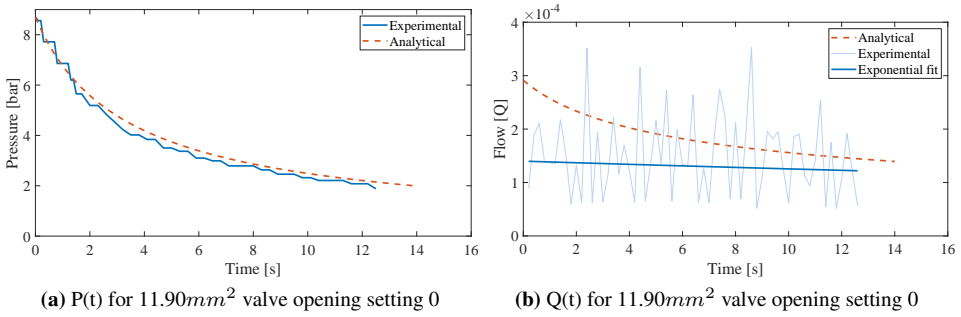 10
8
6
4
2
0
Pressure [bar]
0 2 4 6 8 10 12 14 16
Time [s]
Experimental
Analytical
(a) P(t) for 11.90mm² valve opening setting 0
4 ×10⁻⁴
3
2
1
0
Flow [Q]
0 2 4 6 8 10 12 14 16
Time [s]
Analytical
Experimental
Exponential fit
(b) Q(t) for 11.90mm² valve opening setting 0